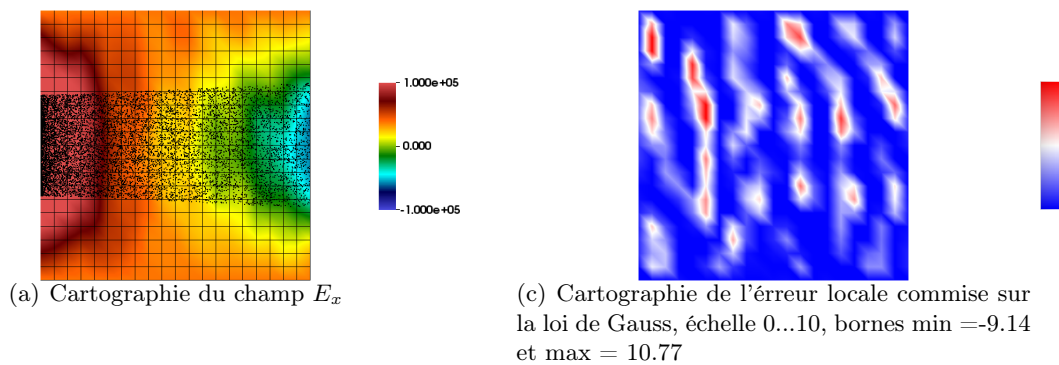 1.000e+05
0.000
-1.000e+05
(a) Cartographie du champ E_x
(c) Cartographie de l'érreur locale commise sur
la loi de Gauss, échelle 0...10, bornes min =-9.14
et max = 10.77